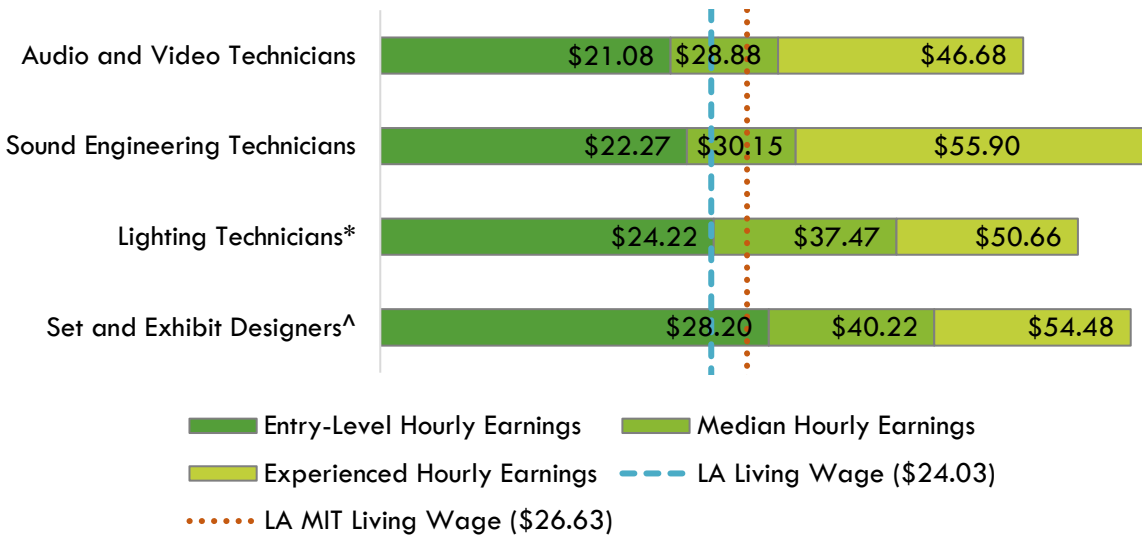 Audio and Video Technicians $21.08 $28.88 $46.68
Sound Engineering Technicians $22.27 $30.15 $55.90
Lighting Technicians* $24.22 $37.47 $50.66
Set and Exhibit Designers^ $28.20 $40.22 $54.48
Entry-Level Hourly Earnings Median Hourly Earnings
Experienced Hourly Earnings LA Living Wage ($24.03)
LA MIT Living Wage ($26.63)